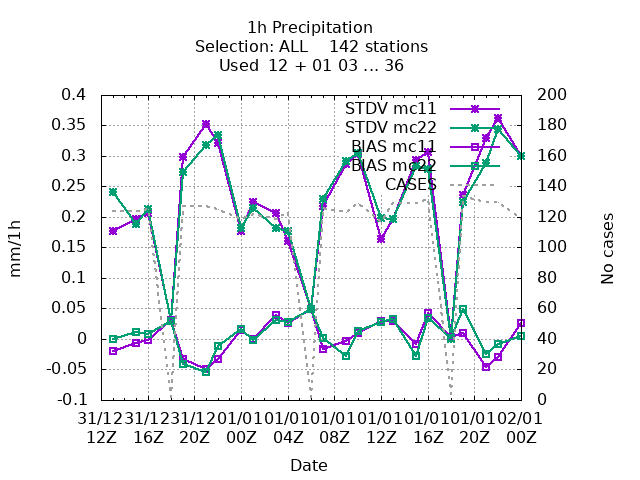 1h Precipitation
Selection: ALL 142 stations
Used 12 + 01 03 ... 36
0.4
0.35
0.3
0.25
0.2
0.15
0.1
0.05
0
-0.05
-0.1
mm/1h
STDV mc11
STDV mc22
BIAS mc11
BIAS mc22
CASES
200
180
160
140
120
100
80
60
40
20
0
No cases
31/12 31/12 31/12 01/01 01/01 01/01 01/01 01/01 01/01 02/01
12Z 16Z 20Z 00Z 04Z 08Z 12Z 16Z 20Z 00Z
Date